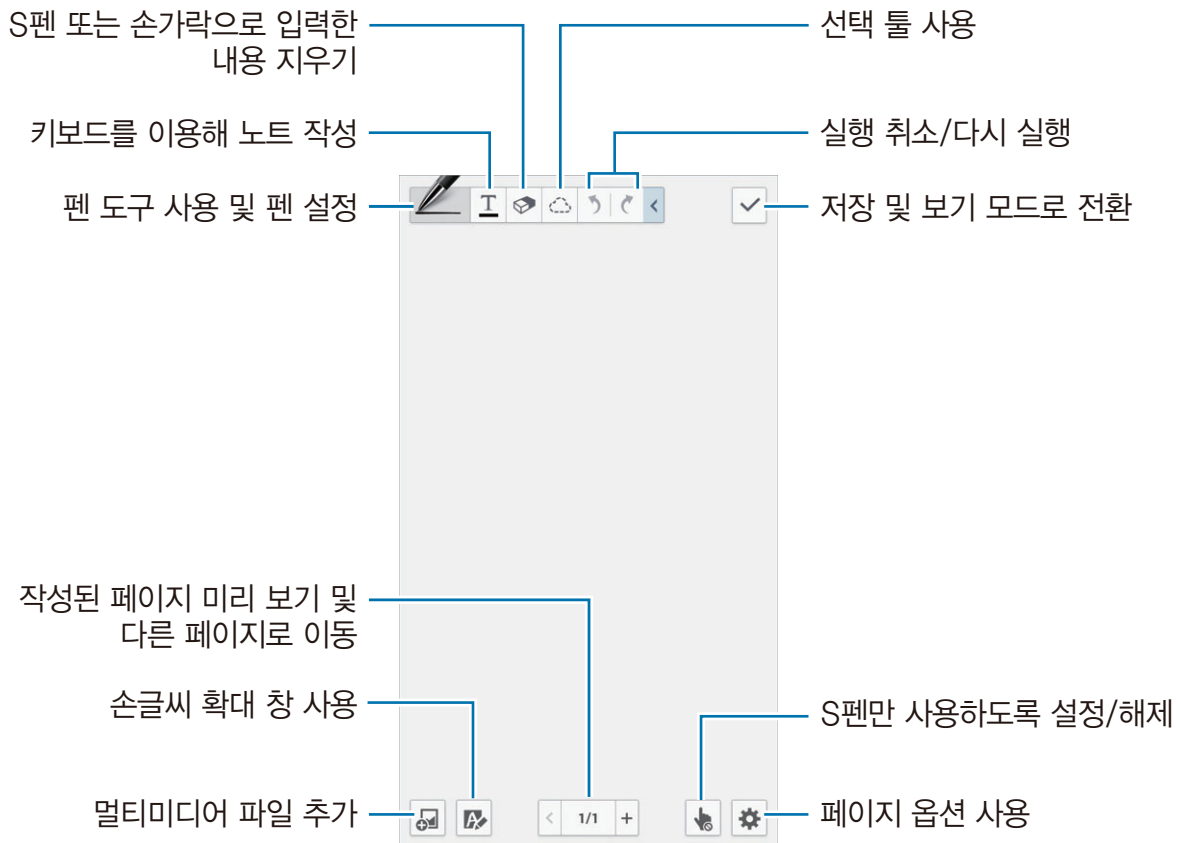 S펜 또는 손가락으로 입력한
내용 지우기
선택 툴 사용
키보드를 이용해 노트 작성
실행 취소/다시 실행
펜 도구 사용 및 펜 설정
T
저장 및 보기 모드로 전환
작성된 페이지 미리 보기 및
다른 페이지로 이동
손글씨 확대 창 사용
S펜만 사용하도록 설정/해제
멀티미디어 파일 추가
A
< 1/1 +
페이지 옵션 사용